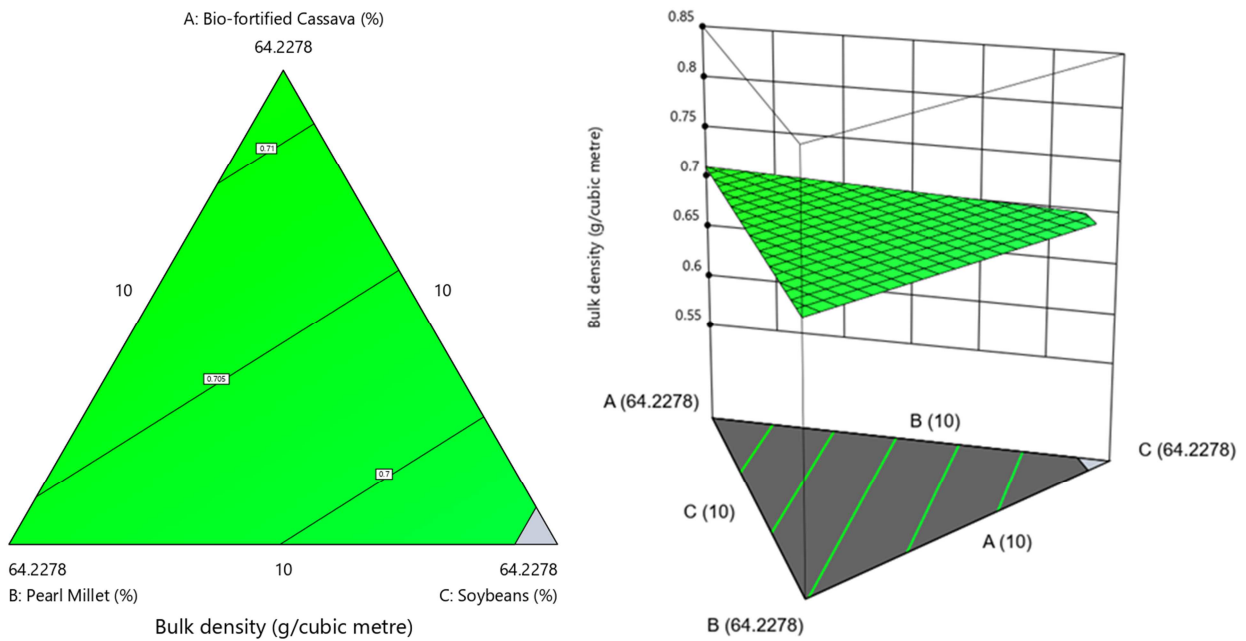 A: Bio-fortified Cassava (%)
64.2278
0.71
10
10
0.705
0.7
64.2278
10
64.2278
B: Pearl Millet (%)
C: Soybeans (%)
Bulk density (g/cubic metre)
0.85
0.8
0.75
0.7
0.65
0.6
0.55
Bulk density (g/cubic metre)
A (64.2278)
B (10)
C (64.2278)
C (10)
A (10)
B (64.2278)